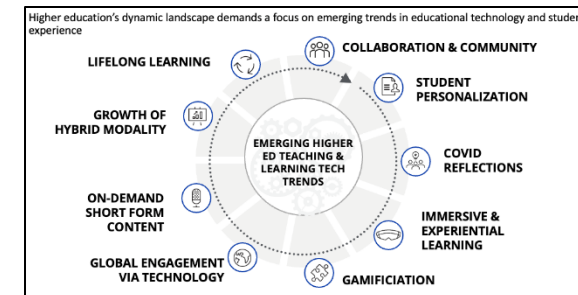 Higher education's dynamic landscape demands a focus on emerging trends in educational technology and
experience
COLLABORATION & COMMUNITY
STUDENT
PERSONALIZATION
COVID
REFLECTIONS
IMMERSIVE &
EXPERIENTIAL
LEARNING
GAMIFICIATION
GLOBAL ENGAGEMENT
VIA TECHNOLOGY
ON-DEMAND
SHORT FORM
CONTENT
GROWTH OF
HYBRID MODALITY
LIFELONG LEARNING
EMERGING HIGHER
ED TEACHING &
LEARNING TECH
TRENDS